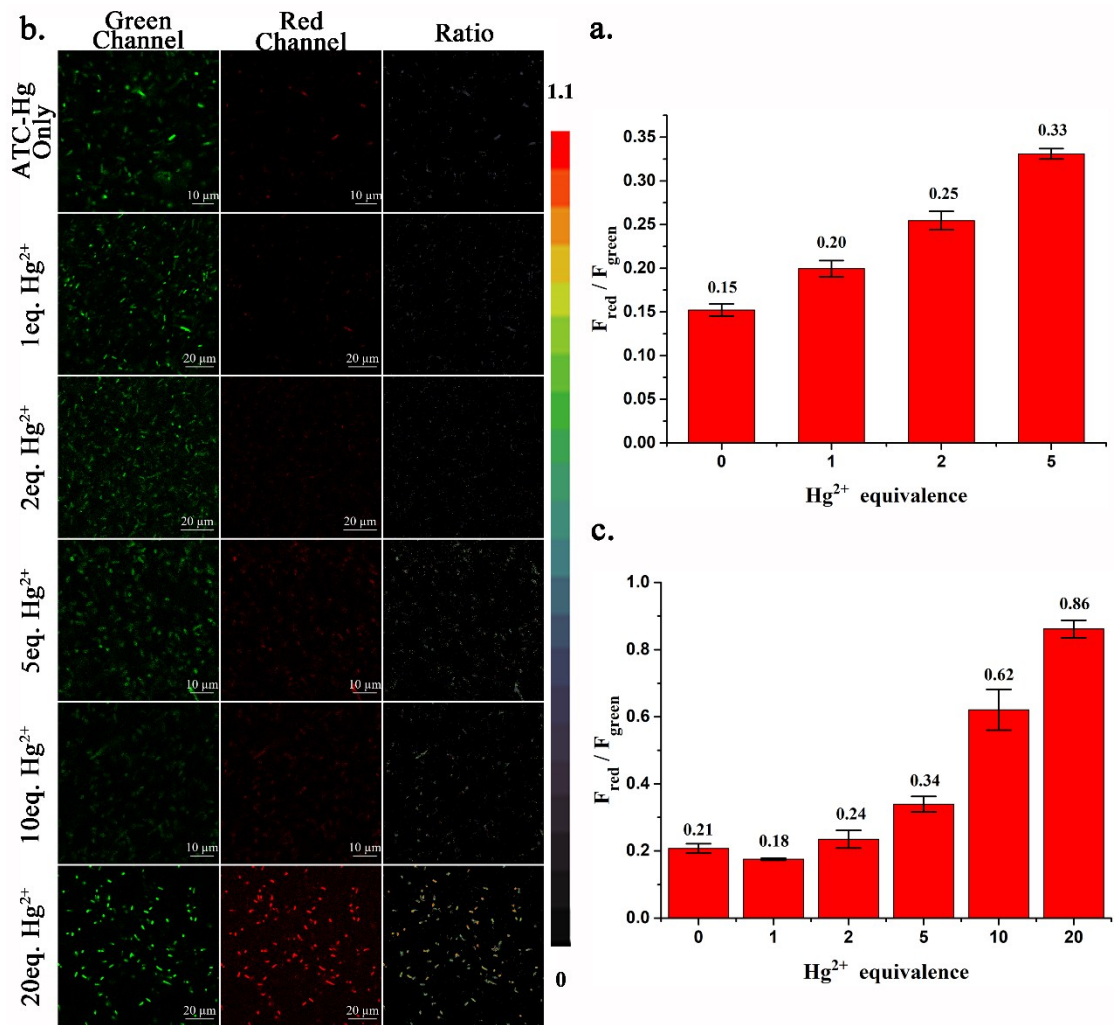 b.
Green Channel
Red Channel
Ratio
ATC-Hg Only
10 µm
10 µm
1eq. Hg²⁺
20 µm
20 µm
2eq. Hg²⁺
20 µm
20 µm
5eq. Hg²⁺
10 µm
10 µm
10eq. Hg²⁺
10 µm
10 µm
20eq. Hg²⁺
20 µm
20 µm
1.1
0
a.
F_red / F_green
0.35
0.30
0.25
0.20
0.15
0.10
0.05
0.00
0.15
0.20
0.25
0.33
0 1 2 5
Hg²⁺ equivalence
c.
F_red / F_green
1.0
0.8
0.6
0.4
0.2
0.0
0.21
0.18
0.24
0.34
0.62
0.86
0 1 2 5 10 20
Hg²⁺ equivalence